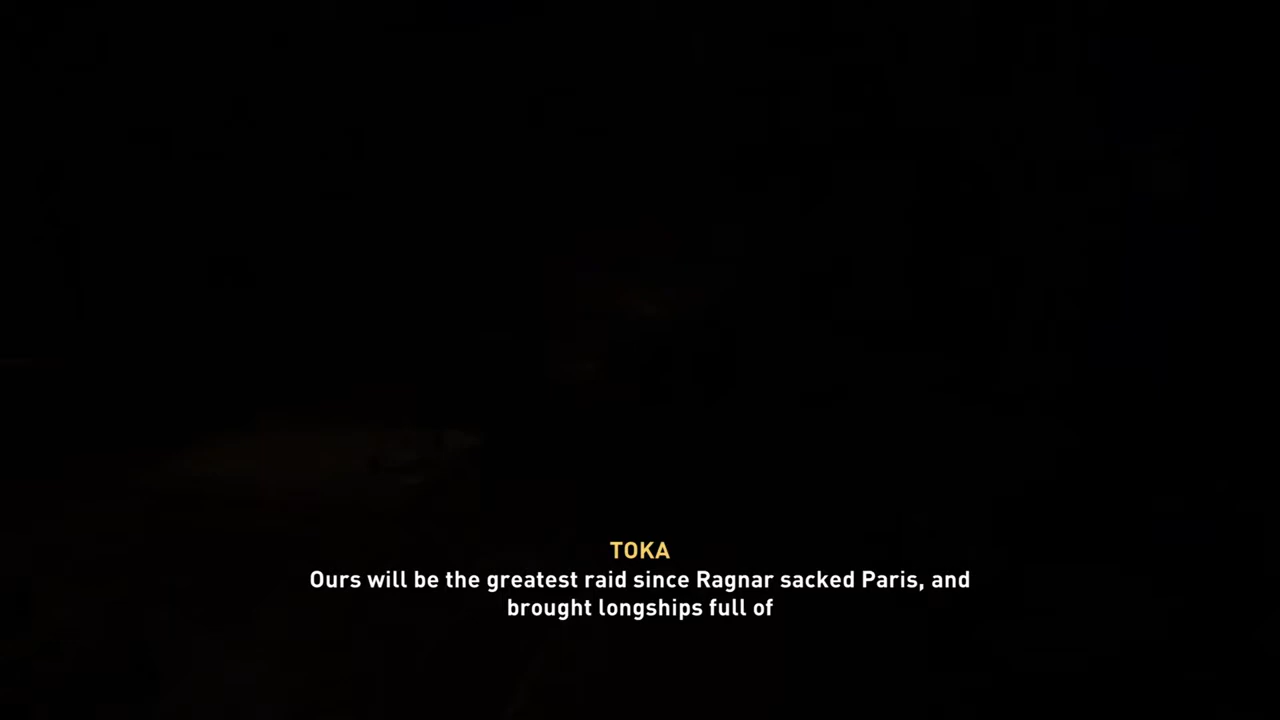 TOKA
Ours will be the greatest raid since Ragnar sacked Paris, and
brought longships full of